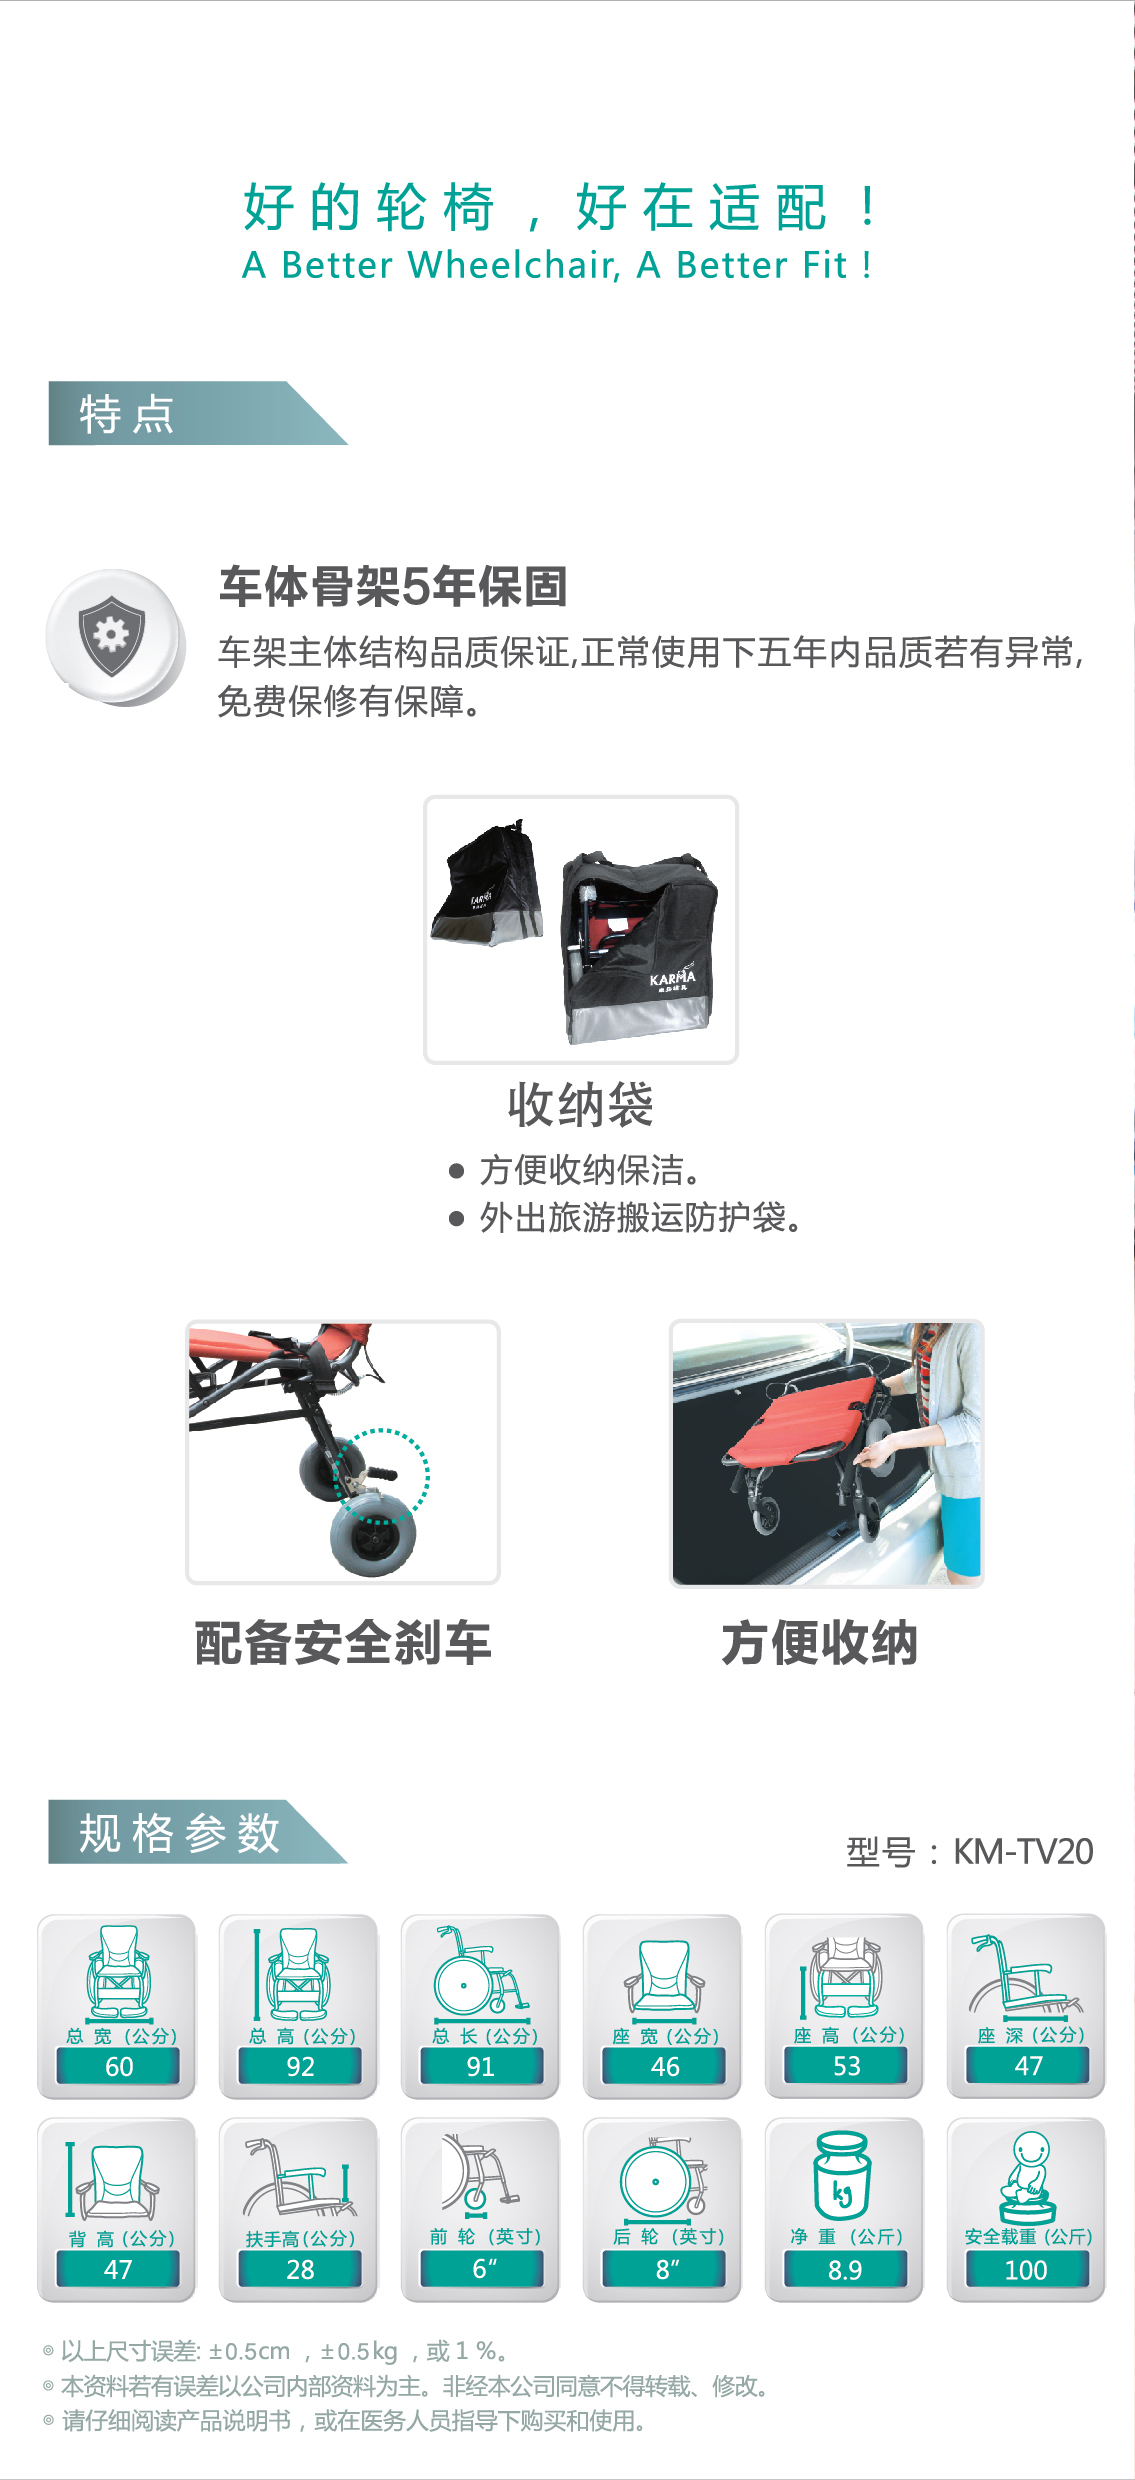 好的轮椅，好在适配！
A Better Wheelchair, A Better Fit !
特点
车体骨架5年保固
车架主体结构品质保证,正常使用下五年内品质若有异常,
免费保修有保障。
KARMA
KARMA
收纳袋
● 方便收纳保洁。
● 外出旅游搬运防护袋。
配备安全刹车
方便收纳
规格参数
型号：KM-TV20
总 宽 (公分)
60
总 高 (公分)
92
总 长 (公分)
91
座 宽 (公分)
46
座 高 (公分)
53
座 深 (公分)
47
背 高 (公分)
47
扶手高 (公分)
28
前 轮 (英寸)
6“
后 轮 (英寸)
8”
kg
净 重 (公斤)
8.9
安全载重 (公斤)
100
◎ 以上尺寸误差: ±0.5cm ，±0.5kg ，或 1 %。
◎ 本资料若有误差以公司内部资料为主。非经本公司同意不得转载、修改。
◎ 请仔细阅读产品说明书，或在医务人员指导下购买和使用。